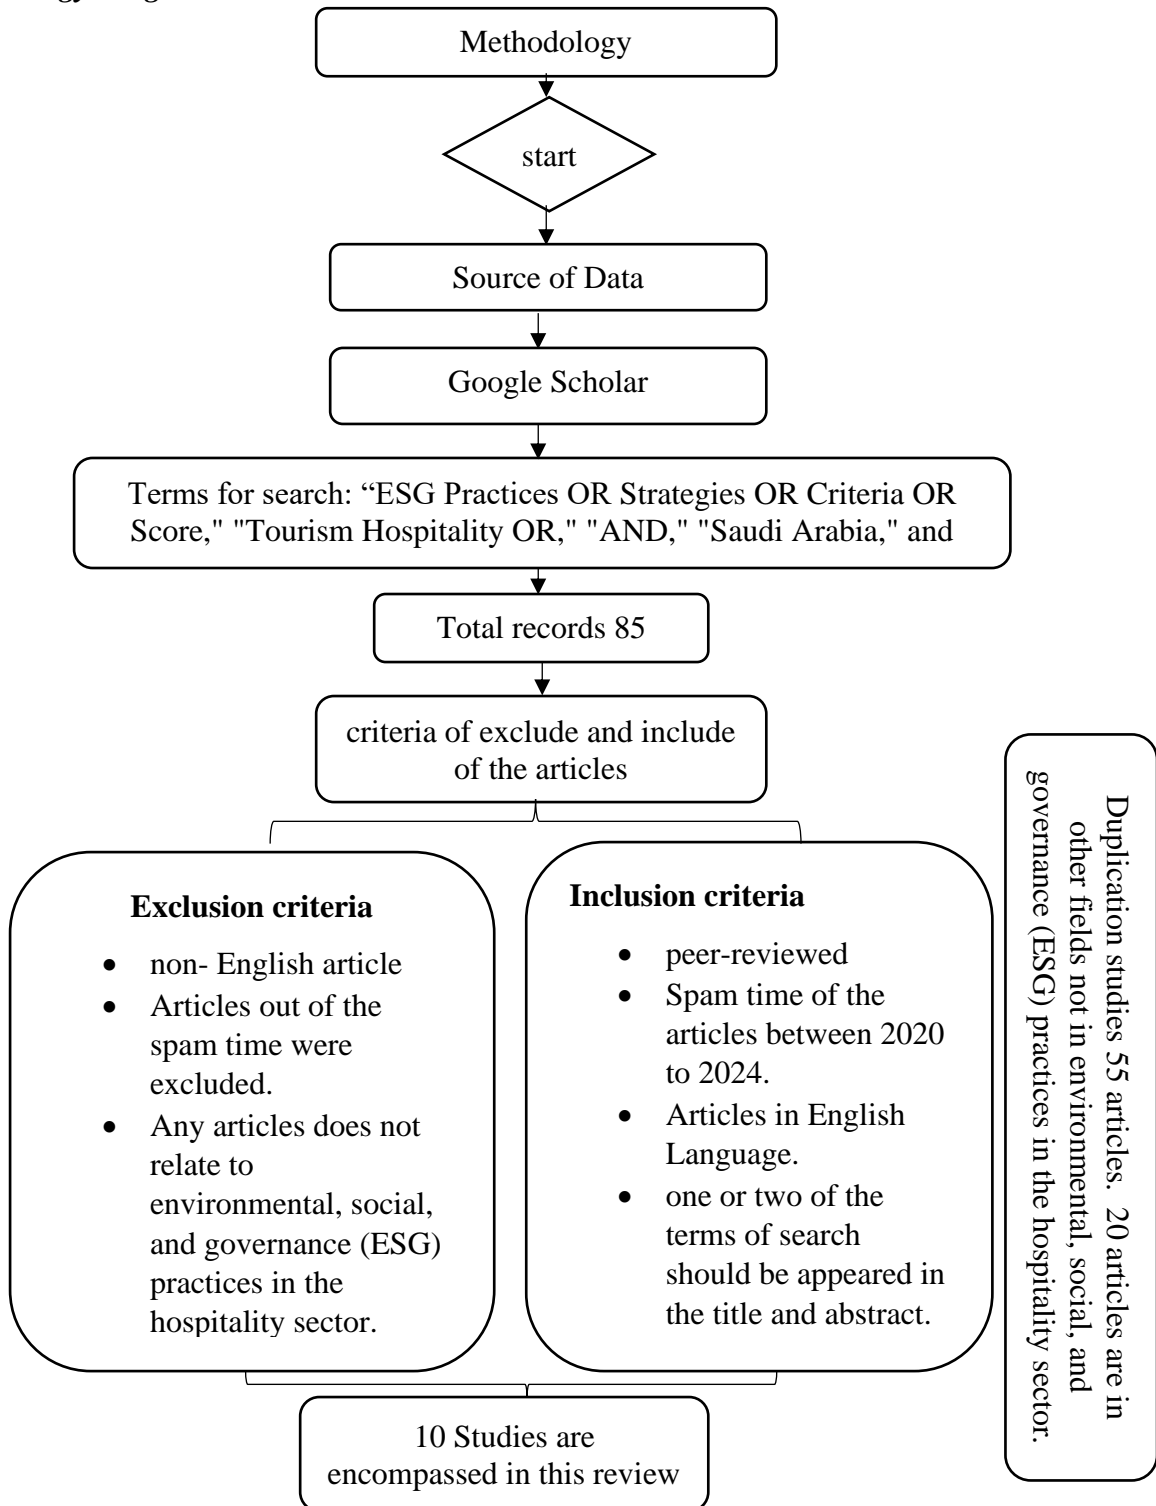 Methodology
start
Source of Data
Google Scholar
Terms for search: “ESG Practices OR Strategies OR Criteria OR
Score," "Tourism Hospitality OR," "AND," "Saudi Arabia," and
Total records 85
criteria of exclude and include
of the articles
Exclusion criteria
• non- English article
• Articles out of the
spam time were
excluded.
• Any articles does not
relate to
environmental, social,
and governance (ESG)
practices in the
hospitality sector.
Inclusion criteria
• peer-reviewed
• Spam time of the
articles between 2020
to 2024.
• Articles in English
Language.
• one or two of the
terms of search
should be appeared in
the title and abstract.
Duplication studies 55 articles. 20 articles are in
other fields not in environmental, social, and
governance (ESG) practices in the hospitality sector.
10 Studies are
encompassed in this review